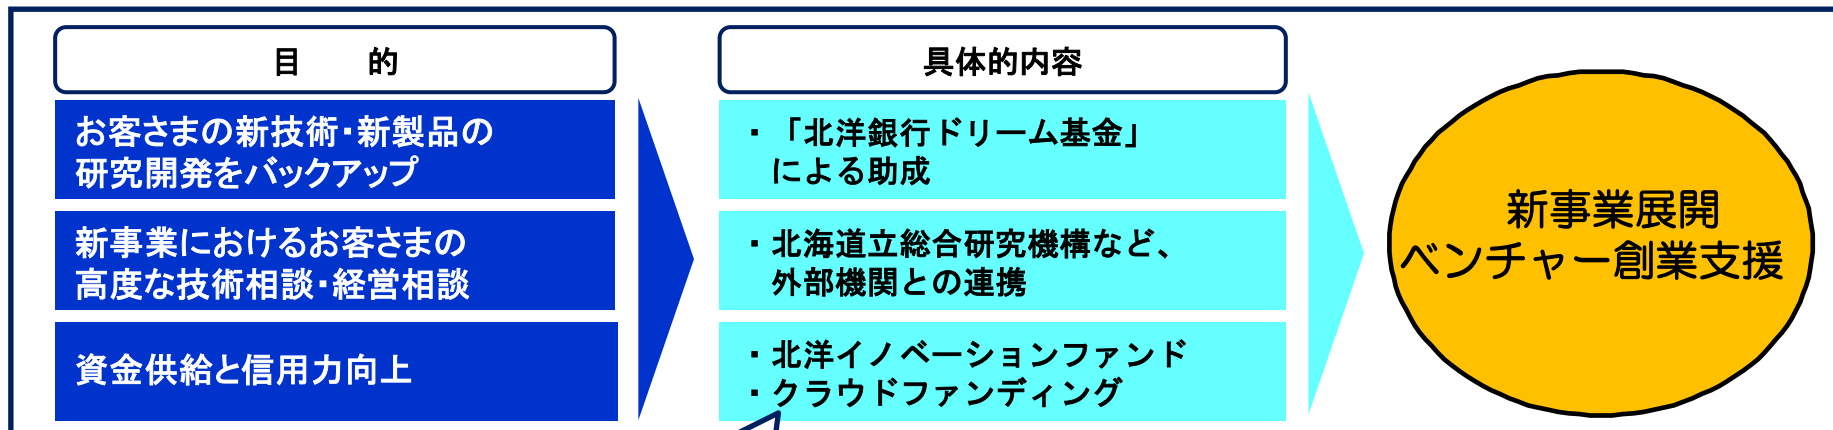 目　　的
お客さまの新技術・新製品の
研究開発をバックアップ
新事業におけるお客さまの
高度な技術相談・経営相談
資金供給と信用力向上
具体的内容
・「北洋銀行ドリーム基金」
による助成
・北海道立総合研究機構など、
外部機関との連携
・北洋イノベーションファンド
・クラウドファンディング
新事業展開
ベンチャー創業支援